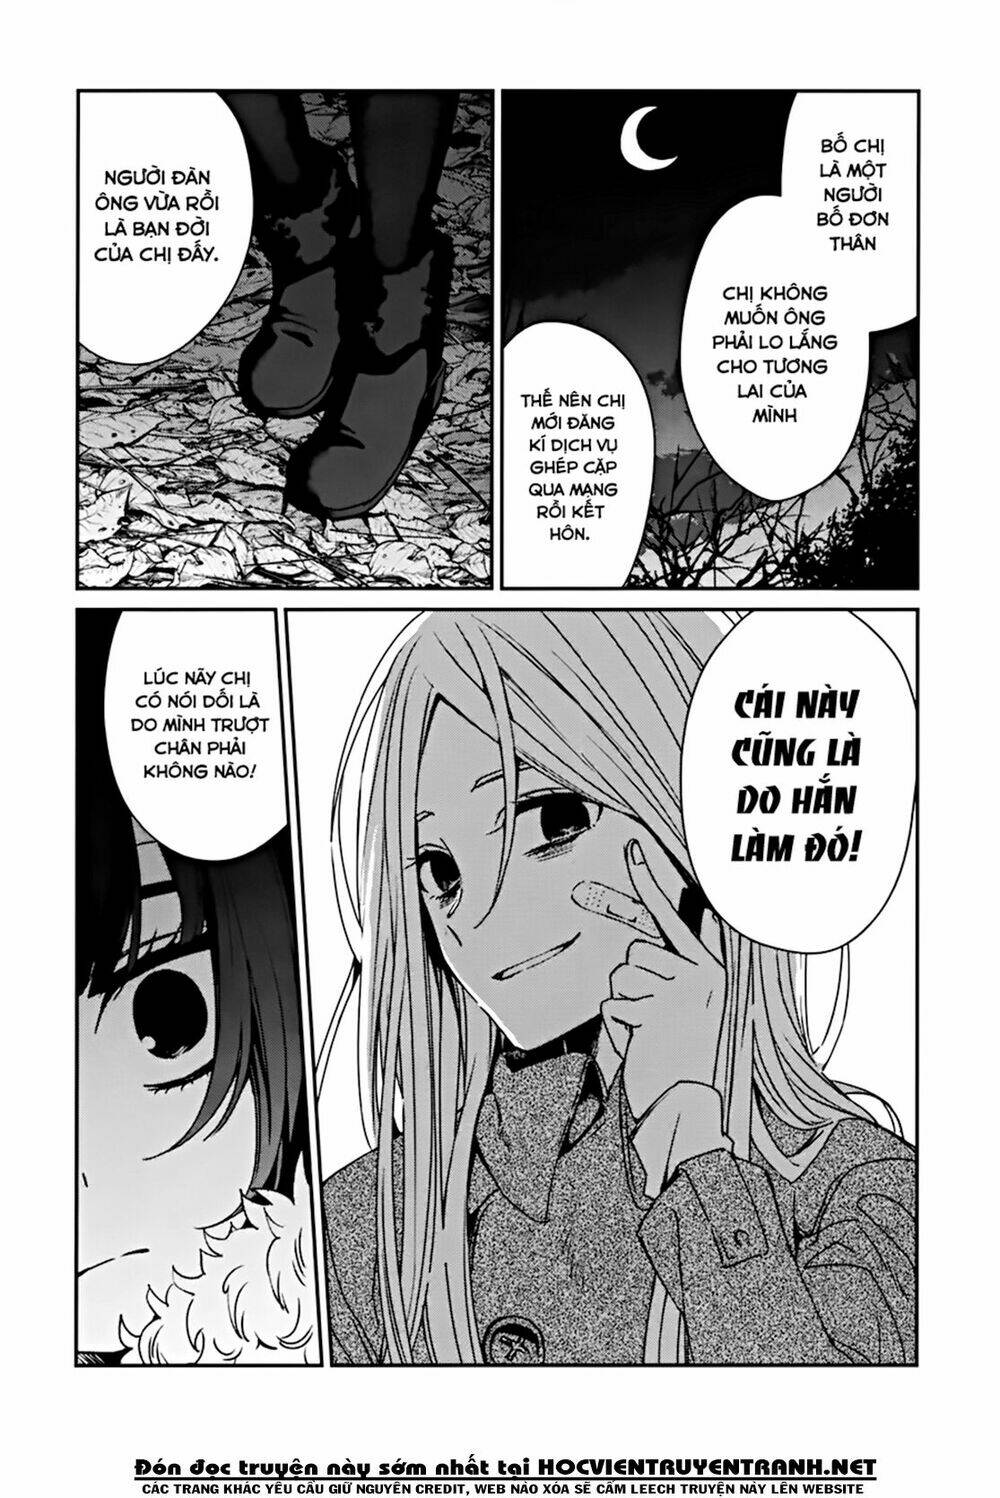 BỐ CHỊ
LÀ MỘT
NGƯỜI
BỐ ĐƠN
THÂN
CHỊ KHÔNG
MUỐN ÔNG
PHẢI LO LẮNG
CHO TƯƠNG
LAI CỦA
MÌNH
THẾ NÊN CHỊ
MỚI ĐĂNG
KÍ DỊCH VỤ
GHÉP CẶP
QUA MẠNG
RỒI KẾT
HÔN.
NGƯỜI ĐÀN
ÔNG VỪA RỒI
LÀ BẠN ĐỜI
CỦA CHỊ ĐẤY.
CÁI NÀY
CŨNG LÀ
DO HẮN
LÀM ĐÓ!
LÚC NÃY CHỊ
CÓ NÓI DỐI LÀ
DO MÌNH TRƯỢT
CHÂN PHẢI
KHÔNG NÀO!
Đón đọc truyện này sớm nhất tại HOCVIENTRUYENTRANH.NET
CÁC TRANG KHÁC YÊU CẦU GIỮ NGUYÊN CREDIT, WEB NÀO XÓA SẼ CẤM LEECH TRUYỆN NÀY LÊN WEBSITE